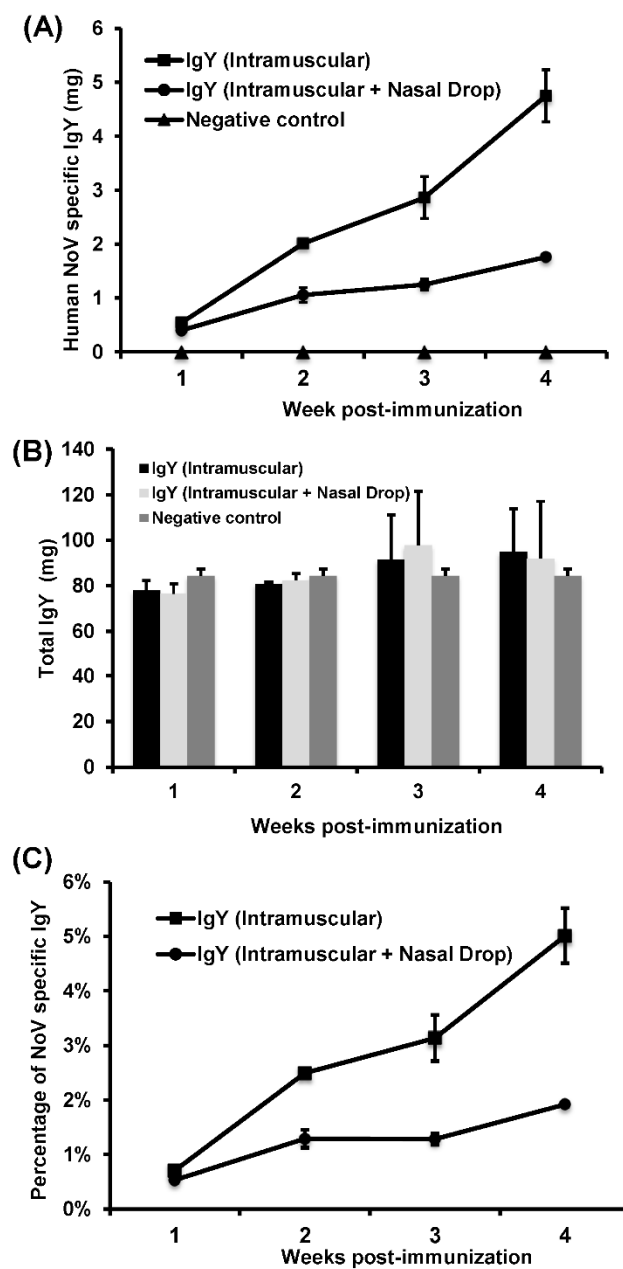 (A)
6
5
4
3
2
1
0
Human NoV specific IgY (mg)
IgY (Intramuscular)
IgY (Intramuscular + Nasal Drop)
Negative control
1 2 3 4
Week post-immunization
(B)
140
120
100
80
60
40
20
0
Total IgY (mg)
IgY (Intramuscular)
IgY (Intramuscular + Nasal Drop)
Negative control
1 2 3 4
Weeks post-immunization
(C)
6%
5%
4%
3%
2%
1%
0%
Percentage of NoV specific IgY
IgY (Intramuscular)
IgY (Intramuscular + Nasal Drop)
1 2 3 4
Weeks post-immunization